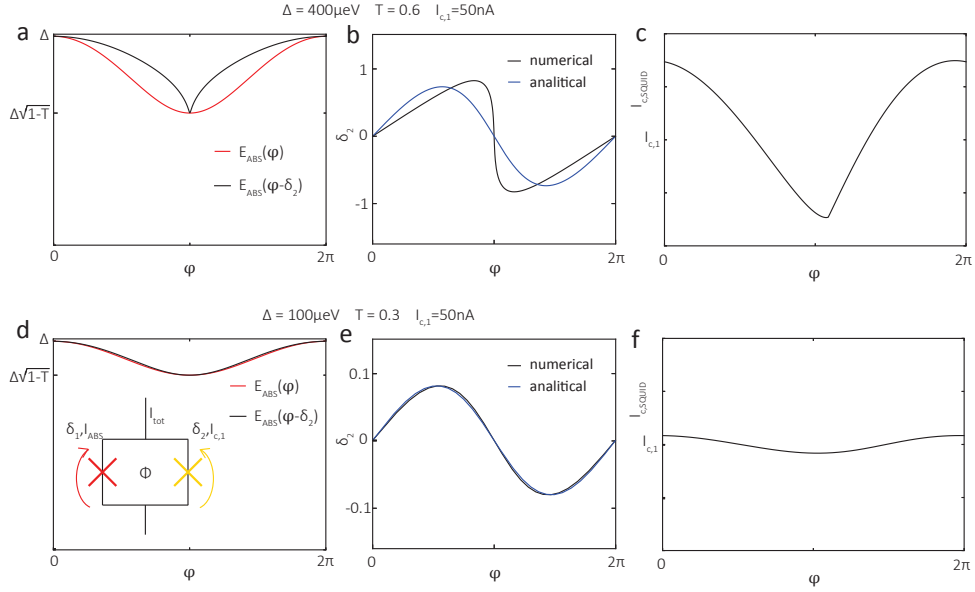 Δ = 400μeV T = 0.6 I_c,1=50nA
a
Δ
Δ√1-T
E_ABS(φ)
E_ABS(φ-δ_2)
0
2π
φ
b
numerical
analitical
1
0
-1
δ_2
0
2π
φ
c
I_c,SQUID
I_c,1
0
2π
φ
Δ = 100μeV T = 0.3 I_c,1=50nA
d
Δ
Δ√1-T
E_ABS(φ)
E_ABS(φ-δ_2)
I_tot
δ_1,I_ABS
δ_2,I_c,1
Φ
0
2π
φ
e
numerical
analitical
0.1
0
-0.1
δ_2
0
2π
φ
f
I_c,SQUID
I_c,1
0
2π
φ